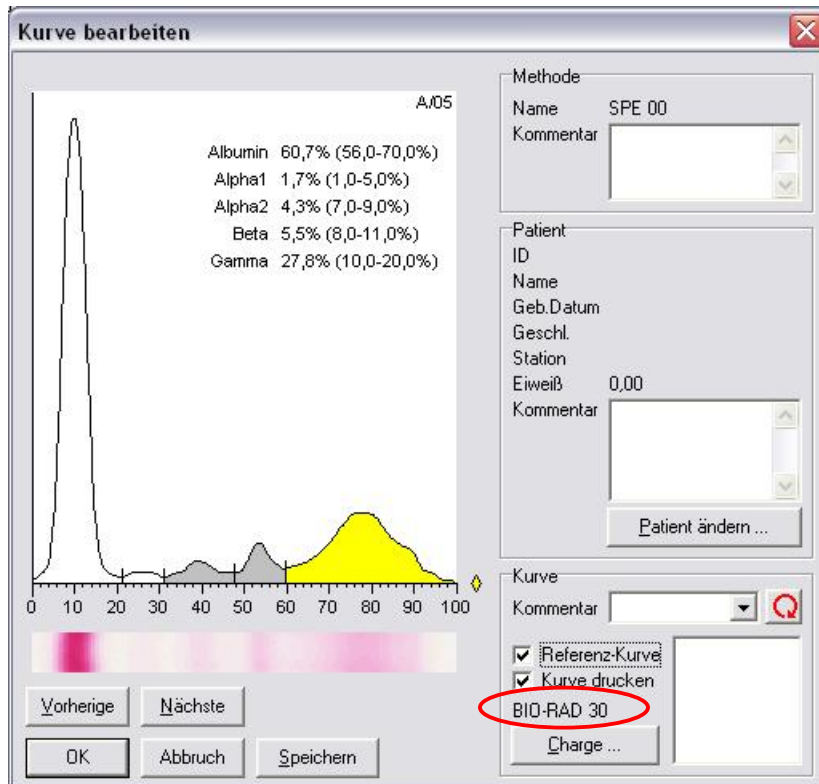 Kurve bearbeiten
A/05
Albumin 60,7% (56,0-70,0%)
Alpha1 1,7% (1,0-5,0%)
Alpha2 4,3% (7,0-9,0%)
Beta 5,5% (8,0-11,0%)
Gamma 27,8% (10,0-20,0%)
0 10 20 30 40 50 60 70 80 90 100
Vorherige Nächste
OK Abbruch Speichern
Methode
Name SPE 00
Kommentar
Patient
ID
Name
Geb.Datum
Geschl.
Station
Eiweiß 0,00
Kommentar
Patient ändern ...
Kurve
Kommentar
Referenz-Kurve
Kurve drucken
BIO-RAD 30
Charge ...